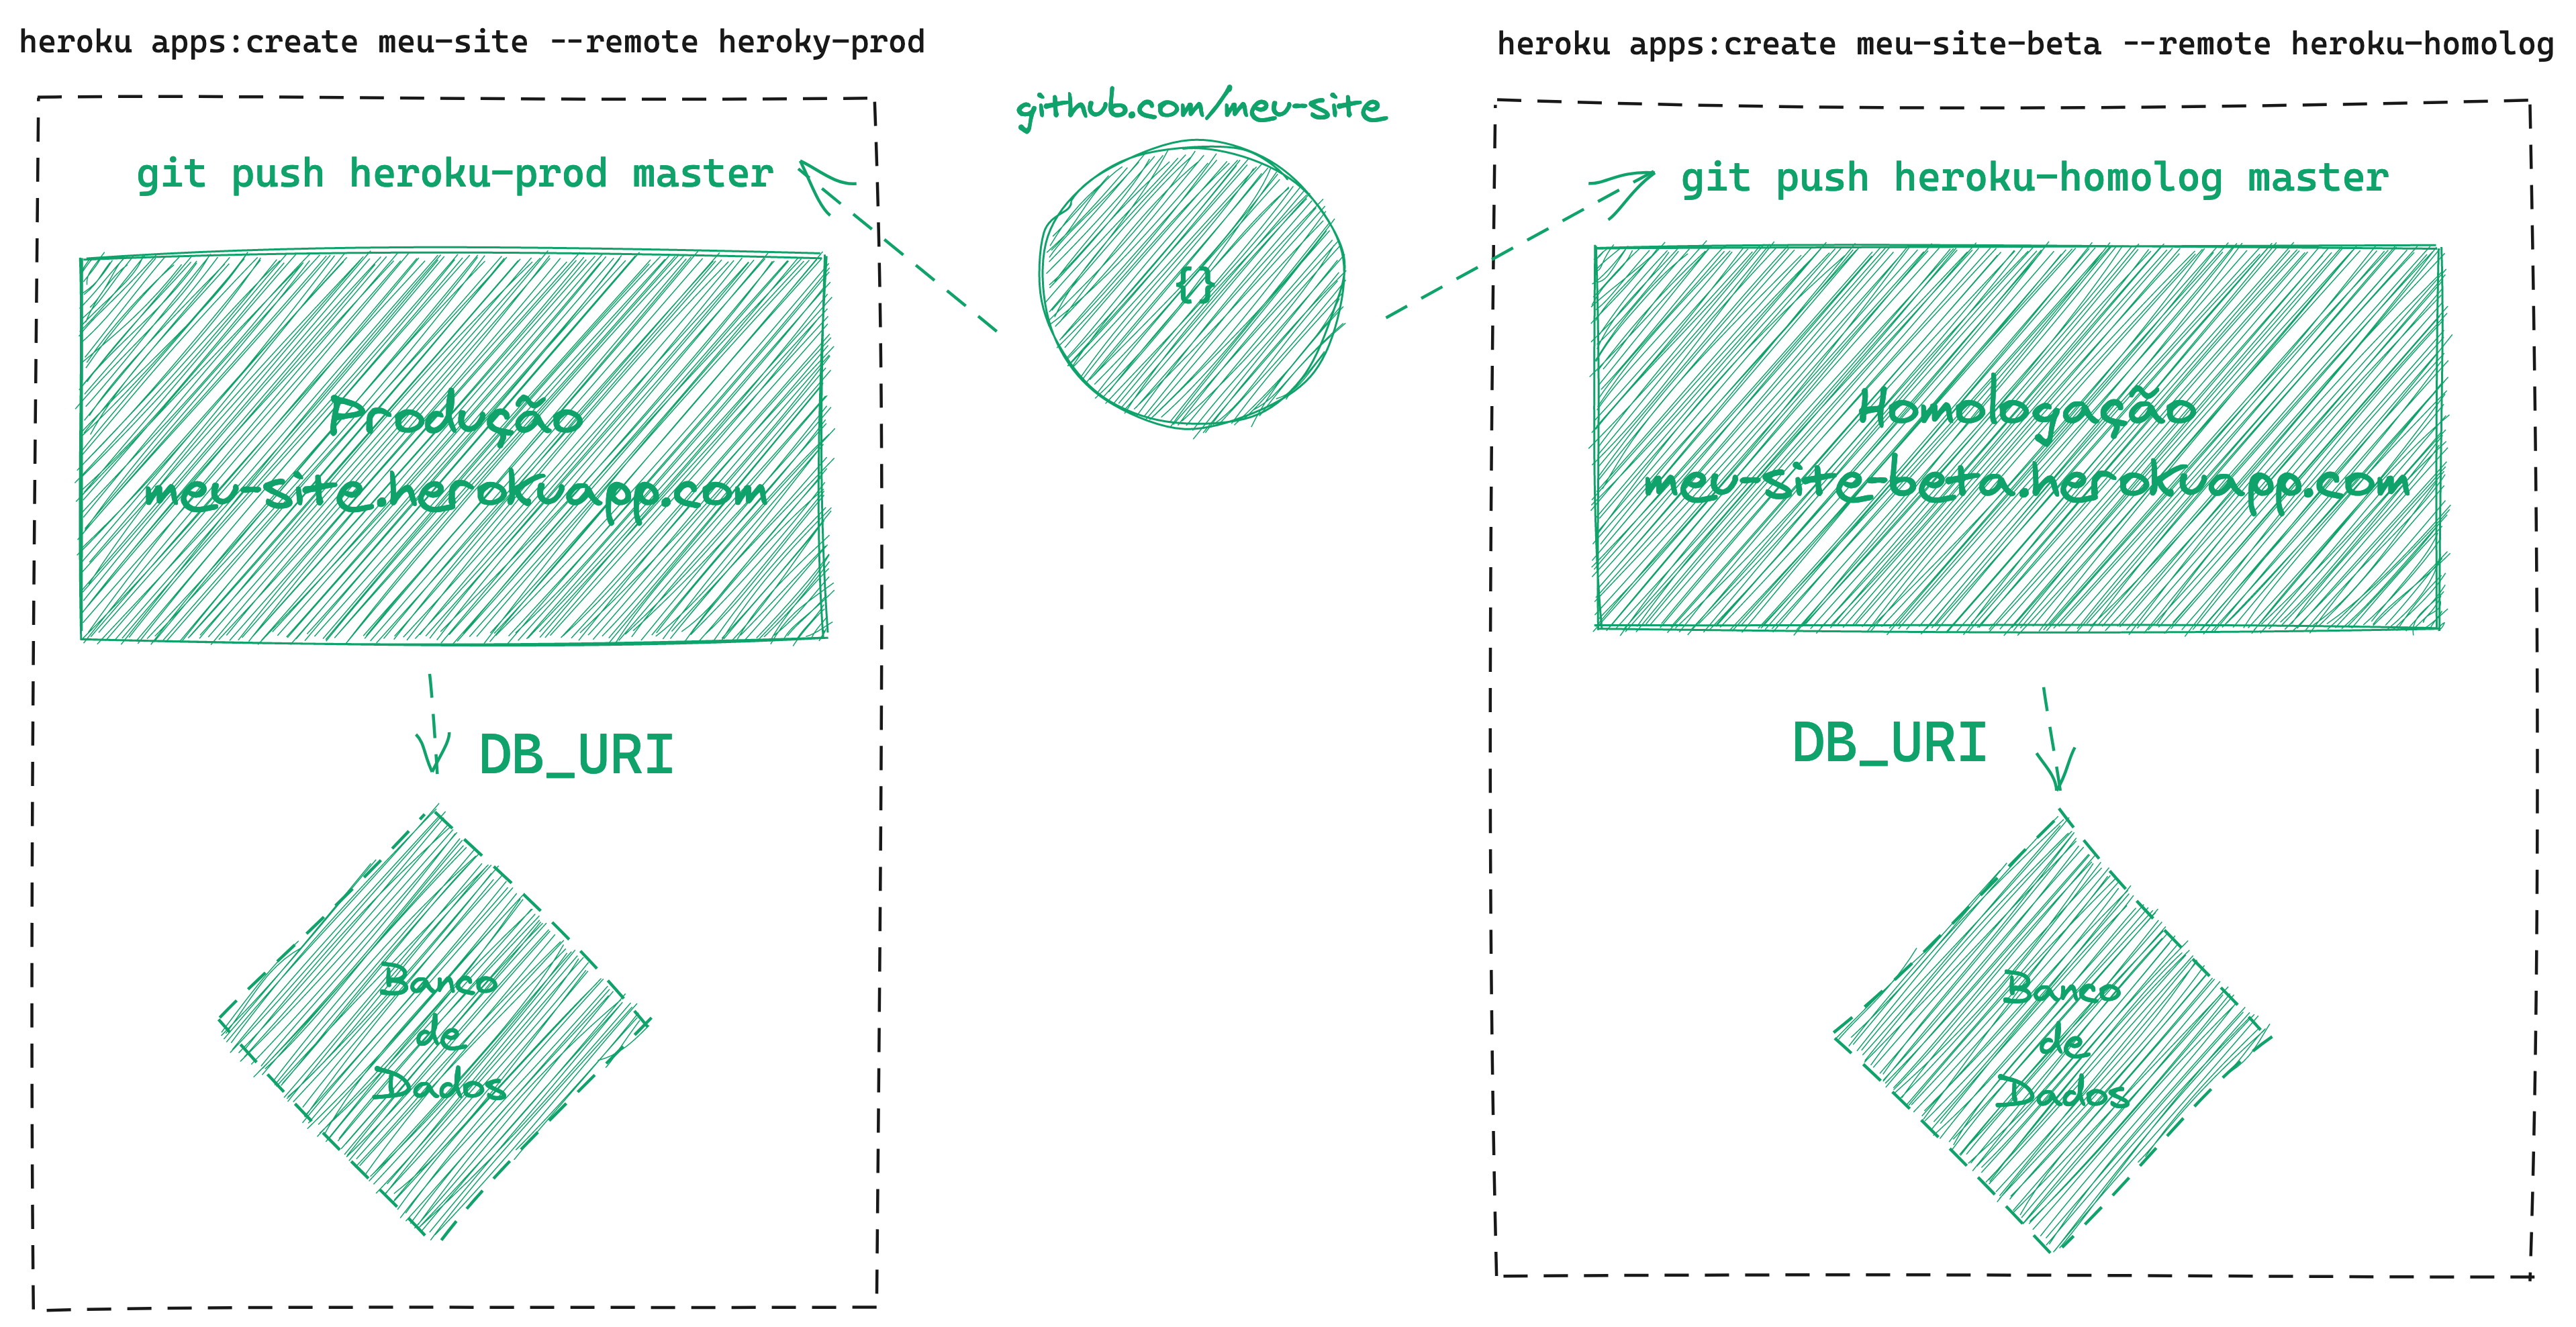 heroku apps:create meu-site --remote heroky-prod
heroku apps:create meu-site-beta --remote heroku-homolog
github.com/meu-site
git push heroku-prod master
git push heroku-homolog master
{}
Produção
meu-site.herokuapp.com
Homologação
meu-site-beta.herokuapp.com
DB_URI
DB_URI
Banco
de
Dados
Banco
de
Dados